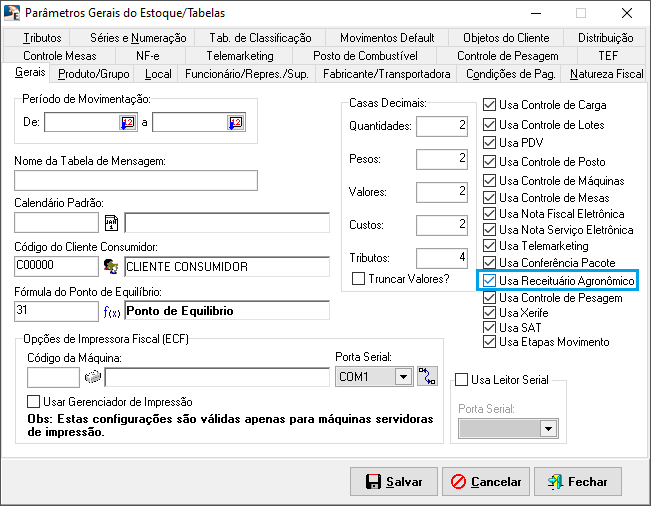 Parâmetros Gerais do Estoque/Tabelas
Tributos Séries e Numeração Tab. de Classificação Movimentos Default Objetos do Cliente Distribuição
Controle Mesas NF-e Telemarketing Posto de Combustível Controle de Pesagem TEF
Gerais Produto/Grupo Local Funcionário/Repres./Sup. Fabricante/Transportadora Condições de Pag. Natureza Fiscal
Período de Movimentação:
De: a
Nome da Tabela de Mensagem:
Calendário Padrão:
Código do Cliente Consumidor:
C00000 CLIENTE CONSUMIDOR
Fórmula do Ponto de Equilíbrio:
31 f(x) Ponto de Equilibrio
Casas Decimais:
Quantidades: 2
Pesos: 2
Valores: 2
Custos: 2
Tributos: 4
Truncar Valores?
Usa Controle de Carga
Usa Controle de Lotes
Usa PDV
Usa Controle de Posto
Usa Controle de Máquinas
Usa Controle de Mesas
Usa Nota Fiscal Eletrônica
Usa Nota Serviço Eletrônica
Usa Telemarketing
Usa Conferência Pacote
Usa Receituário Agronômico
Usa Controle de Pesagem
Usa Xerife
Usa SAT
Usa Etapas Movimento
Opções de Impressora Fiscal (ECF)
Código da Máquina: Porta Serial:
COM1
Usar Gerenciador de Impressão
Obs: Estas configurações são válidas apenas para máquinas servidoras
de impressão.
Usa Leitor Serial
Porta Serial:
Salvar Cancelar Fechar